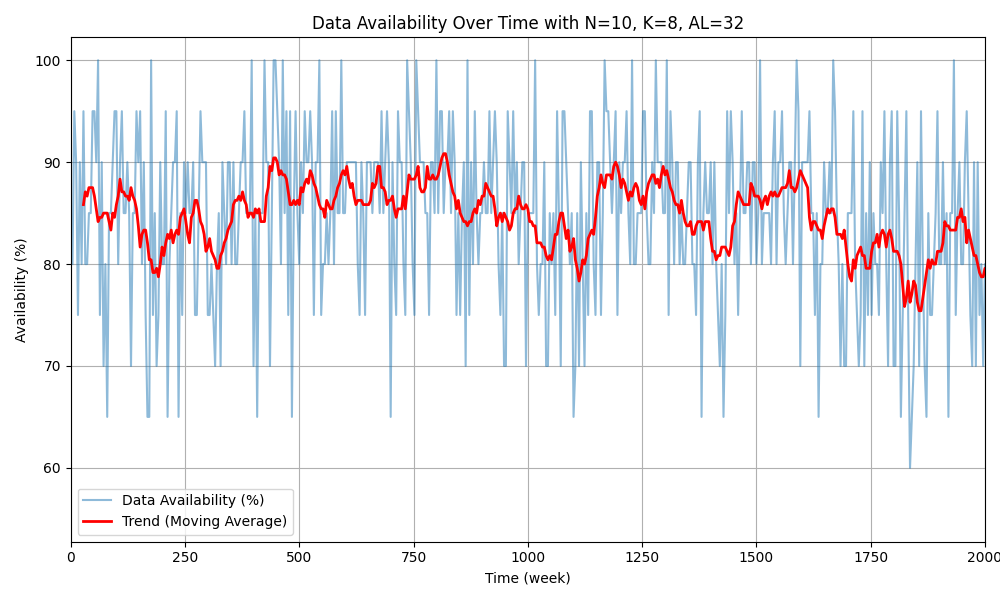 Data Availability Over Time with N=10, K=8, AL=32
Availability (%)
100
90
80
70
60
Data Availability (%)
Trend (Moving Average)
0 250 500 750 1000 1250 1500 1750 2000
Time (week)